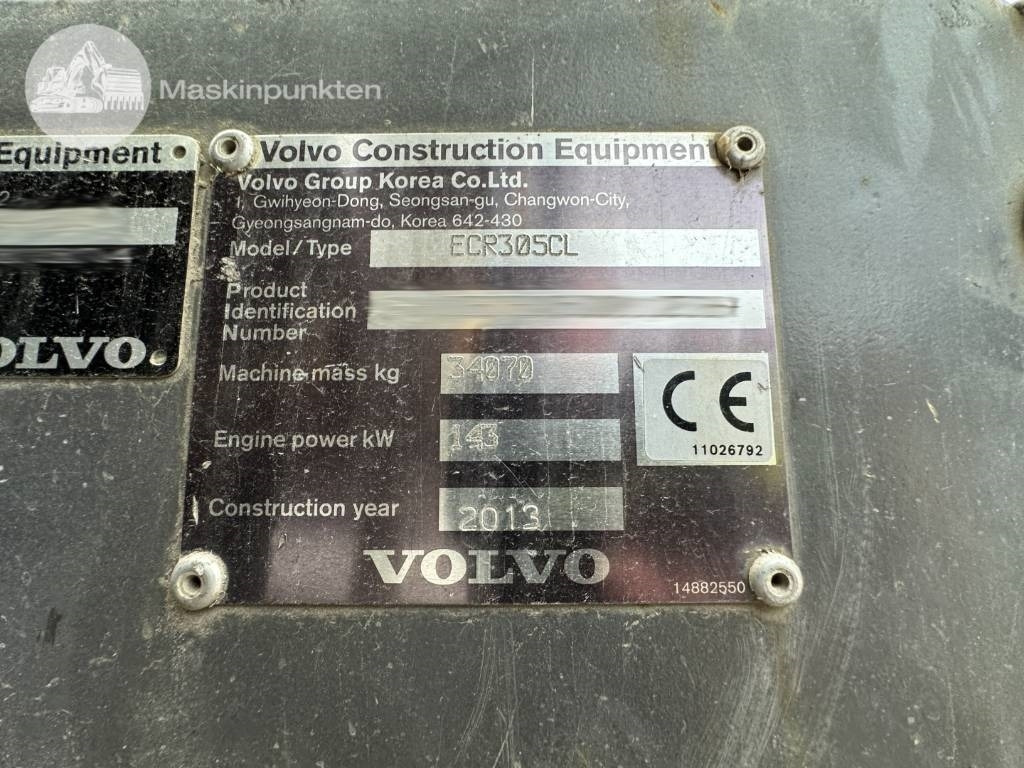 Maskinpunkten
Equipment
VOLVO
Volvo Construction Equipment
Volvo Group Korea Co.Ltd.
1, Gwihyeon-Dong, Seongsan-gu, Changwon-City,
Gyeongsangnam-do, Korea 642-430
Model/Type ECR305CL
Product
Identification
Number
Machine mass kg 34070
Engine power kW 143
CE
11026792
Construction year 2013
VOLVO
14882550